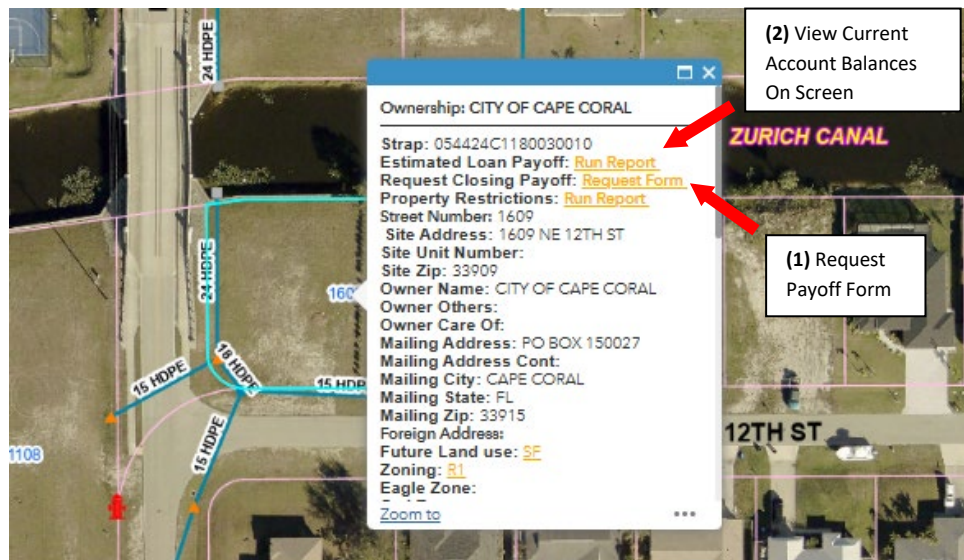 24 HDPE
(2) View Current
Account Balances
On Screen
Ownership: CITY OF CAPE CORAL
ZURICH CANAL
Strap: 054424C1180030010
Estimated Loan Payoff: Run Report
Request Closing Payoff: Request Form
Property Restrictions: Run Report
Street Number: 1609
Site Address: 1609 NE 12TH ST
Site Unit Number:
Site Zip: 33909
Owner Name: CITY OF CAPE CORAL
Owner Others:
Owner Care Of:
Mailing Address: PO BOX 150027
Mailing Address Cont:
Mailing City: CAPE CORAL
Mailing State: FL
Mailing Zip: 33915
Foreign Address:
Future Land use: SF
Zoning: R1
Eagle Zone:
Zoom to
(1) Request
Payoff Form
24 HDPE
18 HDPE
15 HDPE
15 HDPE
15 HDPE
12TH ST
1108